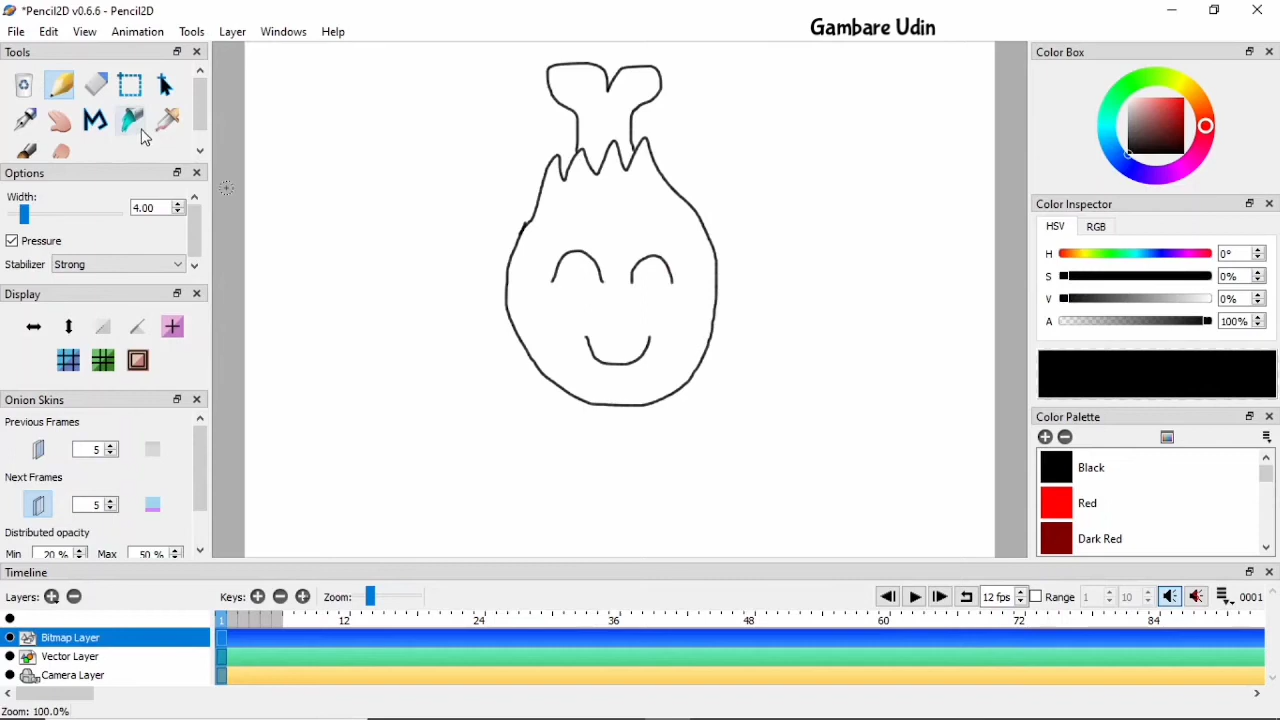 *Pencil2D v0.6.6 - Pencil2D
File Edit View Animation Tools Layer Windows Help
Gambare Udin
Tools
Options
Width:
4.00
Pressure
Stabilizer Strong
Display
Onion Skins
Previous Frames
5
Next Frames
5
Distributed opacity
Min 20 % Max 50 %
Color Box
Color Inspector
HSV RGB
H 0°
S 0%
V 0%
A 100%
Color Palette
Black
Red
Dark Red
Timeline
Layers: Keys: Zoom: 12 fps Range 1 10 0001
1 12 24 36 48 60 72 84
Bitmap Layer
Vector Layer
Camera Layer
Zoom: 100.0%